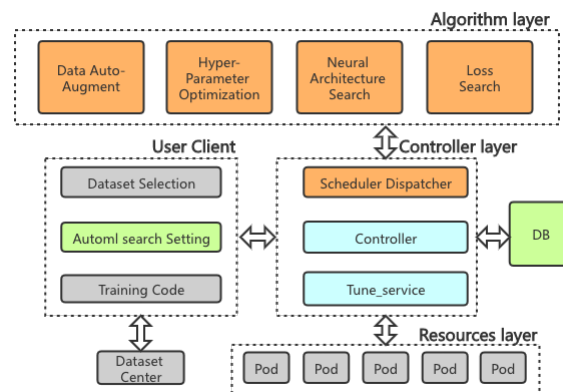 Algorithm layer
Data Auto-
Augment
Hyper-
Parameter
Optimization
Neural
Architecture
Search
Loss
Search
User Client
Controller layer
Dataset Selection
Automl search Setting
Training Code
Scheduler Dispatcher
Controller
Tune_service
DB
Dataset
Center
Resources layer
Pod
Pod
Pod
Pod
Pod